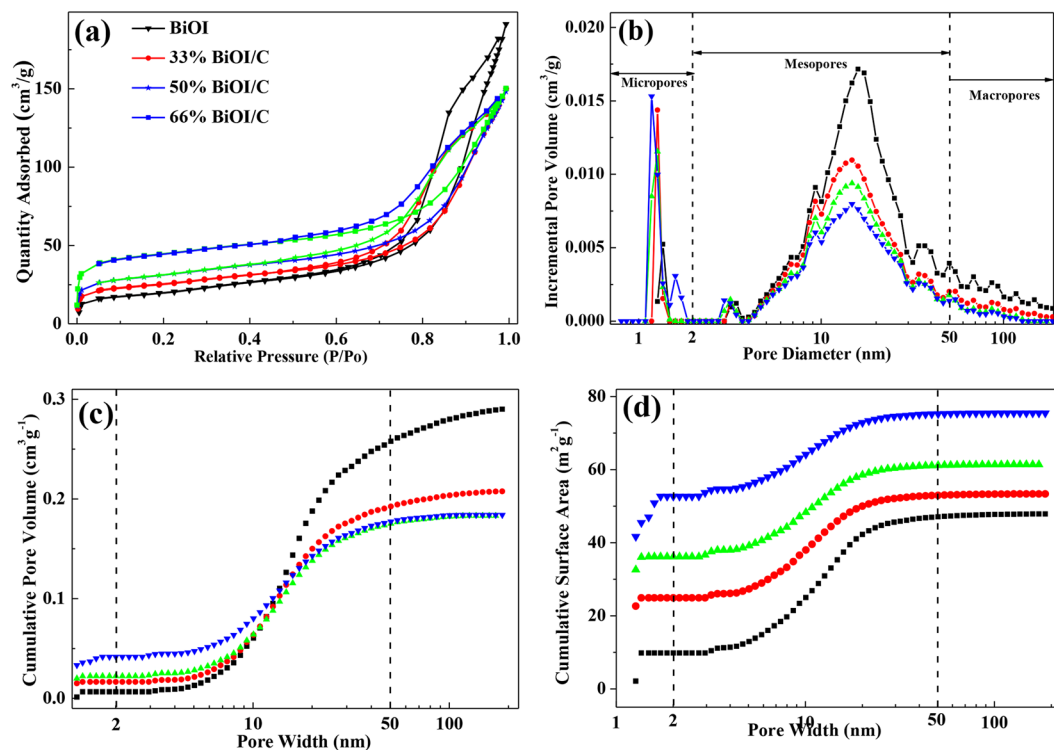 (a)
BiOI
33% BiOI/C
50% BiOI/C
66% BiOI/C
200
150
100
50
0
0.0 0.2 0.4 0.6 0.8 1.0
Quantity Adsorbed (cm³/g)
Relative Pressure (P/Po)
(b)
Micropores
Mesopores
Macropores
0.020
0.015
0.010
0.005
0.000
1 2 10 50 100
Incremental Pore Volume (cm³/g)
Pore Diameter (nm)
(c)
0.3
0.2
0.1
0.0
2 10 50 100
Cumulative Pore Volume (cm³g⁻¹)
Pore Width (nm)
(d)
80
60
40
20
0
1 2 10 50 100
Cumulative Surface Area (m²g⁻¹)
Pore Width (nm)